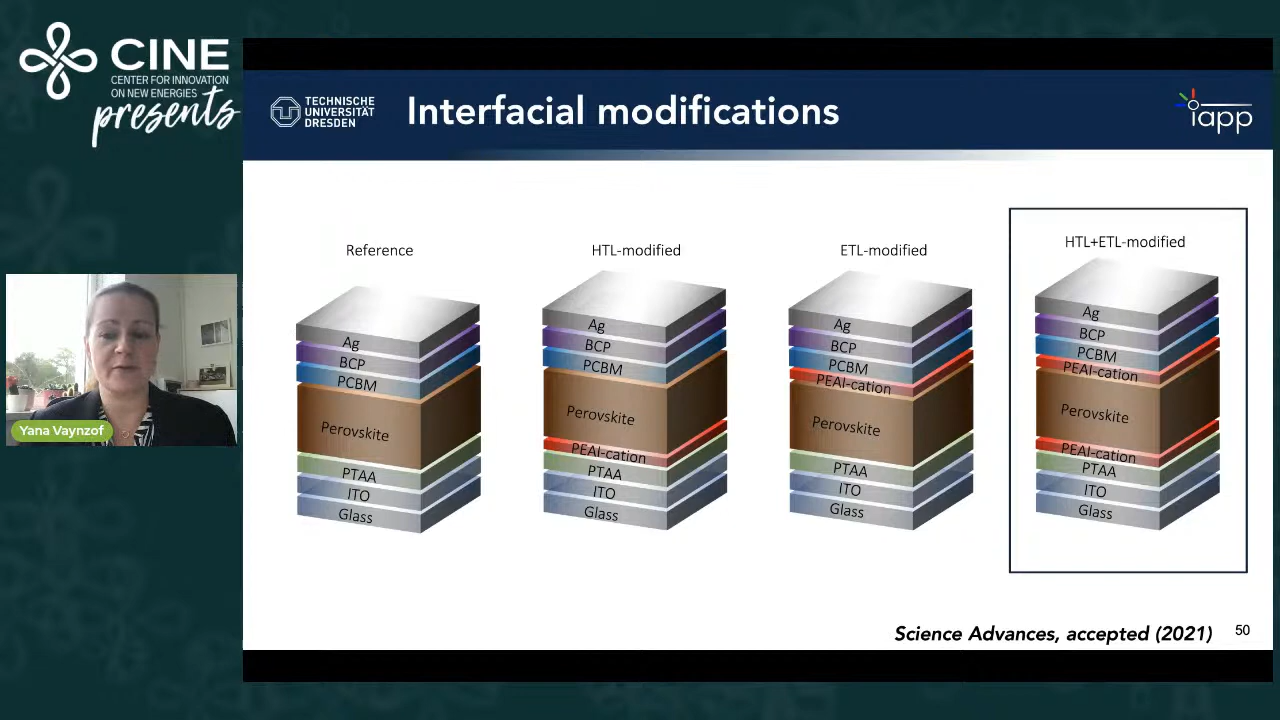 CINE
CENTER FOR INNOVATION
ON NEW ENERGIES
presents
Yana Vaynzof
TECHNISCHE
UNIVERSITÄT
DRESDEN
Interfacial modifications
iapp
Reference
Ag
BCP
PCBM
Perovskite
PTAA
ITO
Glass
HTL-modified
Ag
BCP
PCBM
Perovskite
PEAI-cation
PTAA
ITO
Glass
ETL-modified
Ag
BCP
PCBM
PEAI-cation
Perovskite
PTAA
ITO
Glass
HTL+ETL-modified
Ag
BCP
PCBM
PEAI-cation
Perovskite
PEAI-cation
PTAA
ITO
Glass
Science Advances, accepted (2021)
50